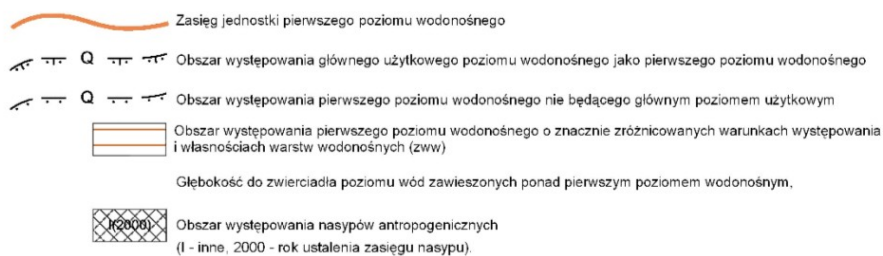 Zasięg jednostki pierwszego poziomu wodonośnego
Q Obszar występowania głównego użytkowego poziomu wodonośnego jako pierwszego poziomu wodonośnego
Q Obszar występowania pierwszego poziomu wodonośnego nie będącego głównym poziomem użytkowym
Obszar występowania pierwszego poziomu wodonośnego o znacznie zróżnicowanych warunkach występowania
i własnościach warstw wodonośnych (zww)
Głębokość do zwierciadła poziomu wód zawieszonych ponad pierwszym poziomem wodonośnym,
I(2000) Obszar występowania nasypów antropogenicznych
(I - inne, 2000 - rok ustalenia zasięgu nasypu).